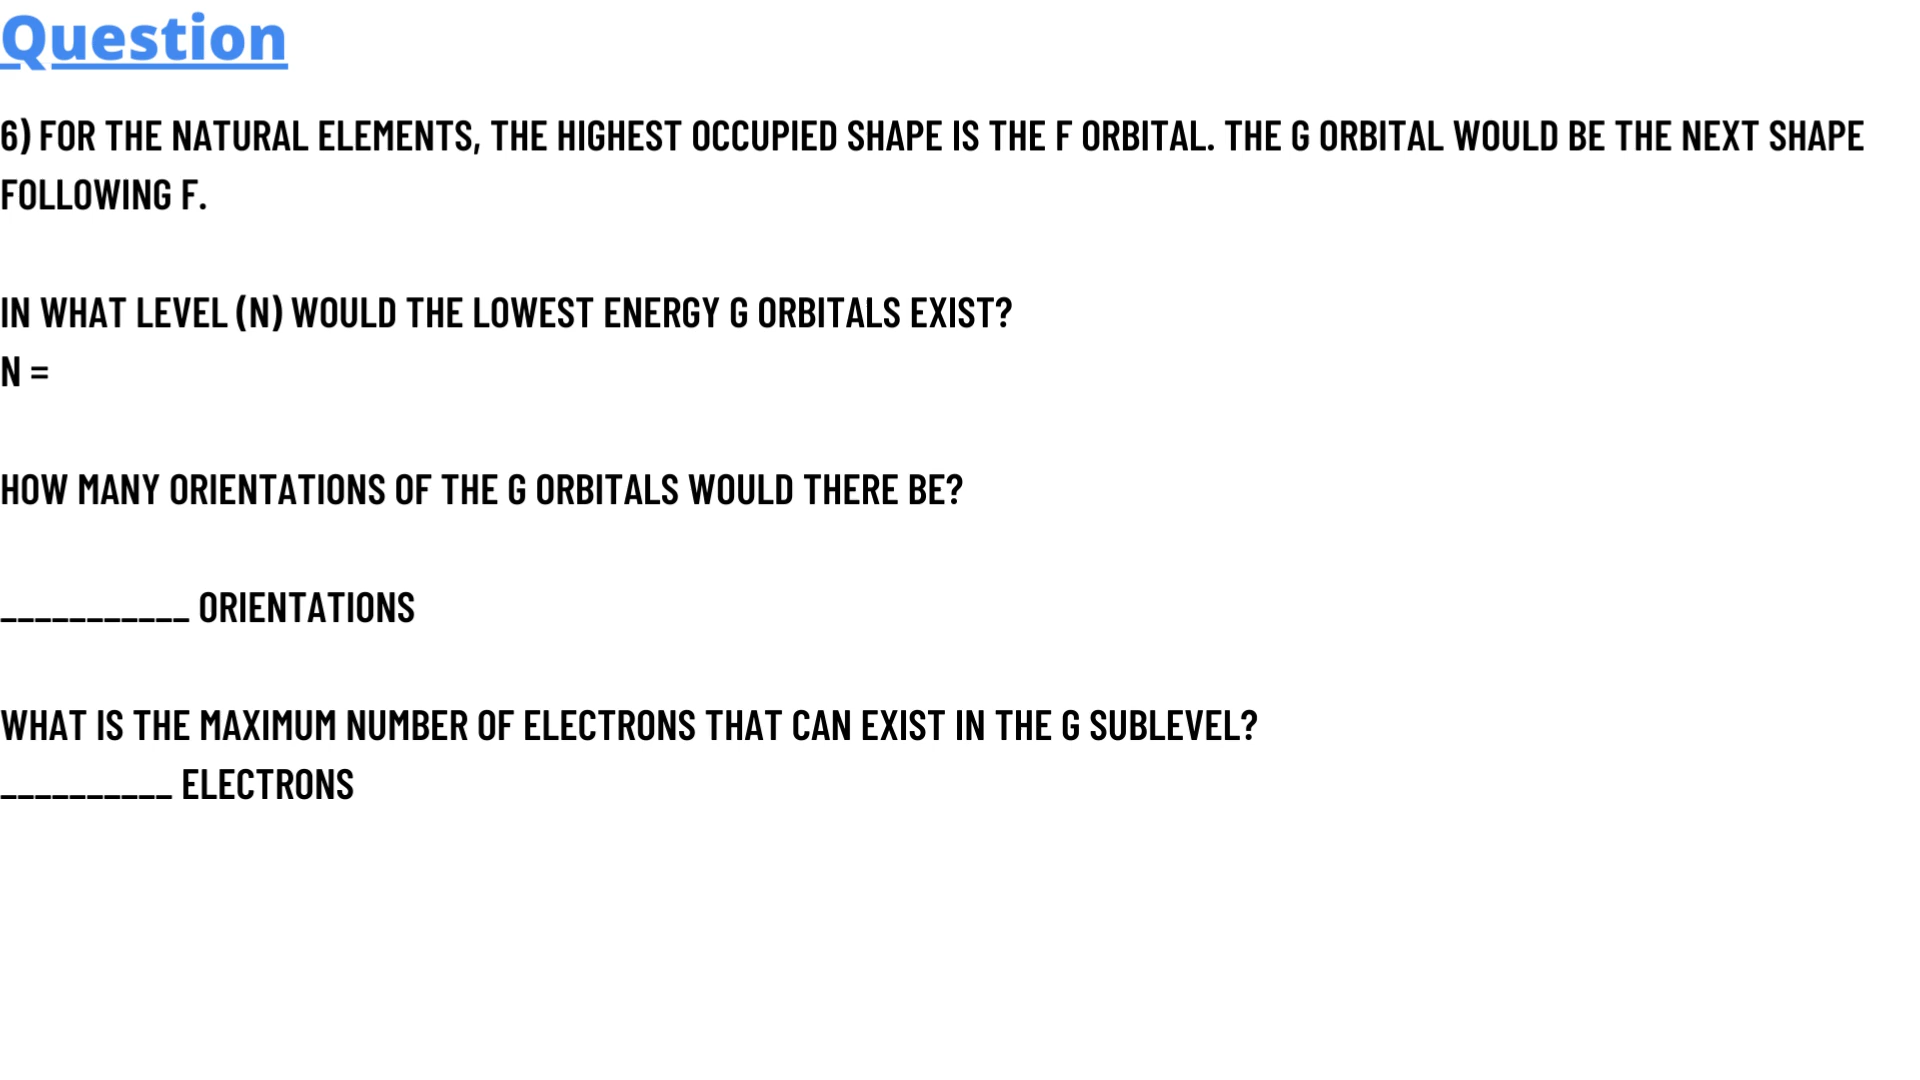 Question
6) FOR THE NATURAL ELEMENTS, THE HIGHEST OCCUPIED SHAPE IS THE F ORBITAL. THE G ORBITAL WOULD BE THE NEXT SHAPE
FOLLOWING F.
IN WHAT LEVEL (N) WOULD THE LOWEST ENERGY G ORBITALS EXIST?
N =
HOW MANY ORIENTATIONS OF THE G ORBITALS WOULD THERE BE?
___________ ORIENTATIONS
WHAT IS THE MAXIMUM NUMBER OF ELECTRONS THAT CAN EXIST IN THE G SUBLEVEL?
__________ ELECTRONS